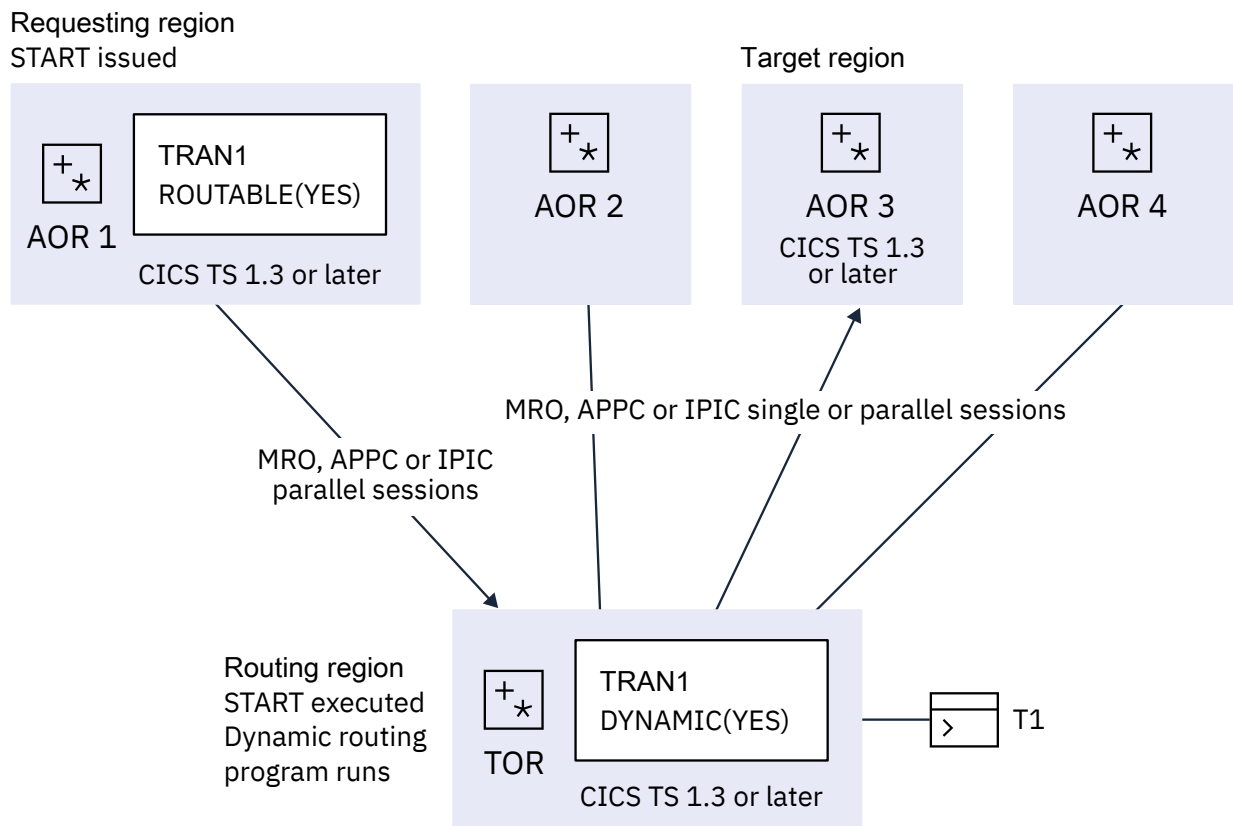 Requesting region
START issued
Target region
TRAN1
ROUTABLE(YES)
AOR 1
CICS TS 1.3 or later
AOR 2
AOR 3
CICS TS 1.3
or later
AOR 4
MRO, APPC or IPIC single or parallel sessions
MRO, APPC or IPIC
parallel sessions
Routing region
START executed
Dynamic routing
program runs
TOR
TRAN1
DYNAMIC(YES)
CICS TS 1.3 or later
T1